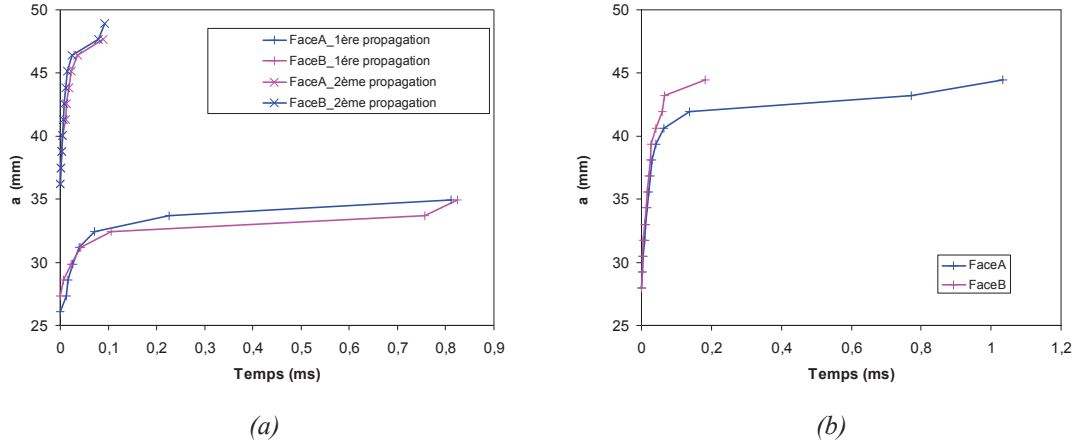 50
45
40
35
30
25
a (mm)
FaceA_1ère propagation
FaceB_1ére propagation
FaceA_2ème propagation
FaceB_2ème propagation
0 0,1 0,2 0,3 0,4 0,5 0,6 0,7 0,8 0,9
Temps (ms)
(a)
50
45
40
35
30
25
a (mm)
FaceA
FaceB
0 0,2 0,4 0,6 0,8 1 1,2
Temps (ms)
(b)